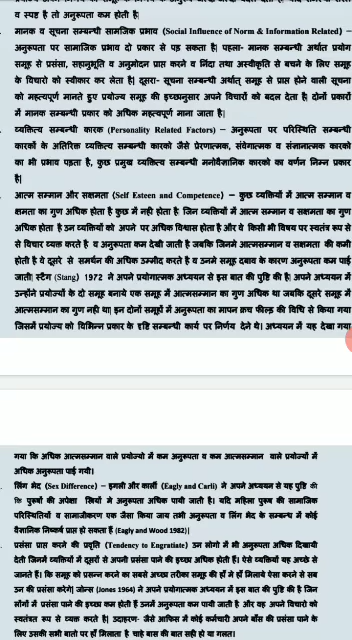 व स्पष्ट है तो अनुरूपता कम होती है|
मानक व सूचना सम्बन्धी सामाजिक प्रभाव (Social Influence of Norm & Information Related) –
अनुरूपता पर सामाजिक प्रभाव दो प्रकार से पड़ सकता है| पहला- मानक सम्बन्धी अर्थात प्रयोग
समूह से प्रसंसा, सहानुभूति व अनुमोदन प्राप्त करने व निंदा तथा अस्वीकृति से बचने के लिए समूह
के विचारो को स्वीकार कर लेता है| दूसरा- सूचना सम्बन्धी अर्थात् समूह से प्राप्त होने वाली सूचना
को महत्वपूर्ण मानते हुए प्रयोज्य समूह की इच्छनुसार अपने विचारों को बदल देता है| दोनों प्रकारों
में मानक सम्बन्धी प्रकार को अधिक महत्वपूर्ण माना जाता है|
व्यक्तित्व सम्बन्धी कारक (Personality Related Factors) – अनुरूपता पर परिस्थिति सम्बन्धी
कारकों के अतिरिक्त व्यक्तित्व सम्बन्धी कारको जैसे प्रेरणात्मक, संवेगात्मक व संज्ञानात्मक कारको
का भी प्रभाव पड़ता है, कुछ प्रमुख व्यक्तित्व सम्बन्धी मनोवैज्ञानिक कारको का वर्णन निम्न प्रकार
है|
आत्म सम्मान और सक्षमता (Self Esteen and Competence) – कुछ व्यक्तियों में आत्म सम्मान व
क्षमता का गुण अधिक होता है कुछ में नही होता है| जिन व्यक्तियों में आत्म सम्मान व सक्षमता का गुण
अधिक होता है उन व्यक्तियों को अपने पर अधिक विश्वास होता है और वे किसी भी विषय पर स्वतंत्र रूप से
से विचार व्यक्त करते है व अनुरूपता कम देखी जाती है जबकि जिनमे आत्मसम्मान व सक्षमता की कमी
होती है ये दूसरे से समर्थन की अधिक उम्मीद करते है व उनमे समूह दबाव के कारण अनुरूपता कम पाई
जाती| स्टैंग (Stang) 1972 ने अपने प्रयोगात्मक अध्ययन से इस बात की पुष्टि की है| अपने अध्ययन में
उन्होंने प्रयोज्यों के दो समूह बनाये एक समूह में आत्मसम्मान का गुण अधिक था जबकि दूसरे समूह में
आत्मसम्मान का गुण नही था| इन दोनों समूहों में अनुरूपता का मापन क्रच फील्ड की विधि से किया गया
जिसमें प्रयोज्य को विभिन्न प्रकार के दृष्टि सम्बन्धी कार्य पर निर्णय देने थे| अध्ययन में यह देखा गया
गया कि अधिक आत्मसम्मान वाले प्रयोज्यो में कम अनुरूपता व कम आत्मसम्मान वाले प्रयोज्यों में
अधिक अनुरूपता पाई गयी|
लिंग भेद (Sex Difference) – इगली और कार्ली (Eagly and Carli) ने अपने अध्ययन से यह पुष्टि की
कि पुरूषों की अपेक्षा स्त्रियों मे अनुरूपता अधिक पायी जाती है| यदि महिला पुरूष की सामाजिक
परिस्थितियों व सामाजीकरण एक जैसा किया जाय तभी अनुरूपता व लिंग भेद के सम्बन्ध में कोई
वैज्ञानिक निष्कर्ष प्राप्त हो सकता हैं (Eagly and Wood 1982)|
प्रसंसा प्राप्त करने की प्रवृति (Tendency to Engratiate) उन लोगो में भी अनुरूपता अधिक दिखायी
देती जिनमें व्यक्तियों में दूसरों से अपनी प्रसंसा पाने की इच्छा अधिक होती हैं| ऐसे व्यक्तियों यह अच्छे से
जानते हैं| कि समूह को प्रसन्न करने का सबसे अच्छा तरीका समूह की हाँ में हाँ मिलाये ऐसा करने से सब
उन की प्रसंसा करेगे| जोन्स (Jones 1964) ने अपने प्रयोगात्मक अध्ययन में इस बात की पुष्टि की है जिन
लोंगों में प्रसंसा पाने की इच्छा कम होती हैं उनमें अनुरूपता कम पायी जाती है और वह अपने विचारो को
स्वतंत्रत रूप से व्यक्त करते है| उदाहरण- जैसे आफिस में कोई कर्मचारी अपने बॉस की प्रसंसा पाने के
लिए उसकी सभी बातो पर हाँ मिलाता है चाहे बास की बात सही हो या गलत|